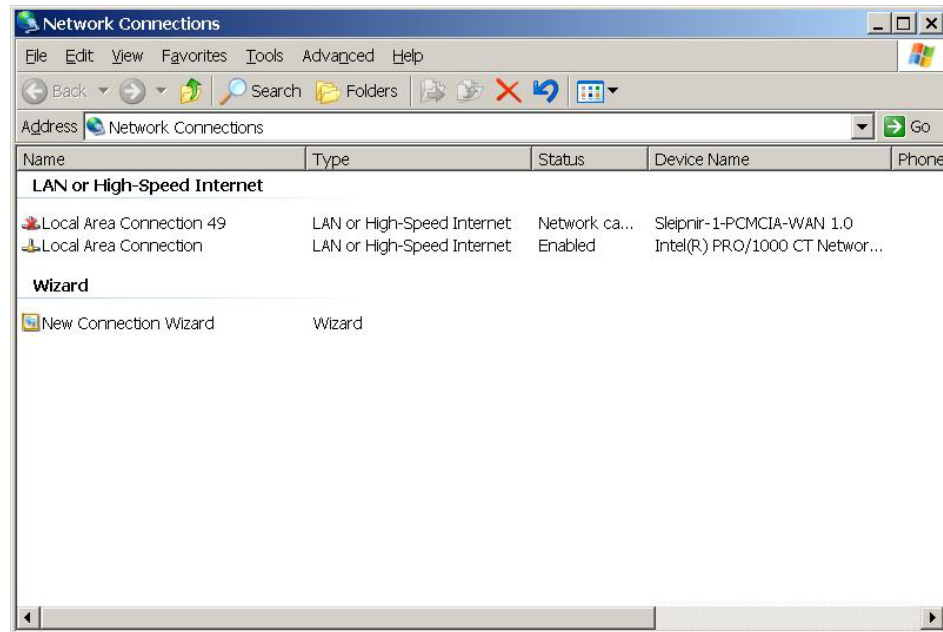 Network Connections
File Edit View Favorites Tools Advanced Help
Back Search Folders
Address Network Connections Go
Name Type Status Device Name Phone
LAN or High-Speed Internet
Local Area Connection 49 LAN or High-Speed Internet Network ca... Sleipnir-1-PCMCIA-WAN 1.0
Local Area Connection LAN or High-Speed Internet Enabled Intel(R) PRO/1000 CT Networ...
Wizard
New Connection Wizard Wizard